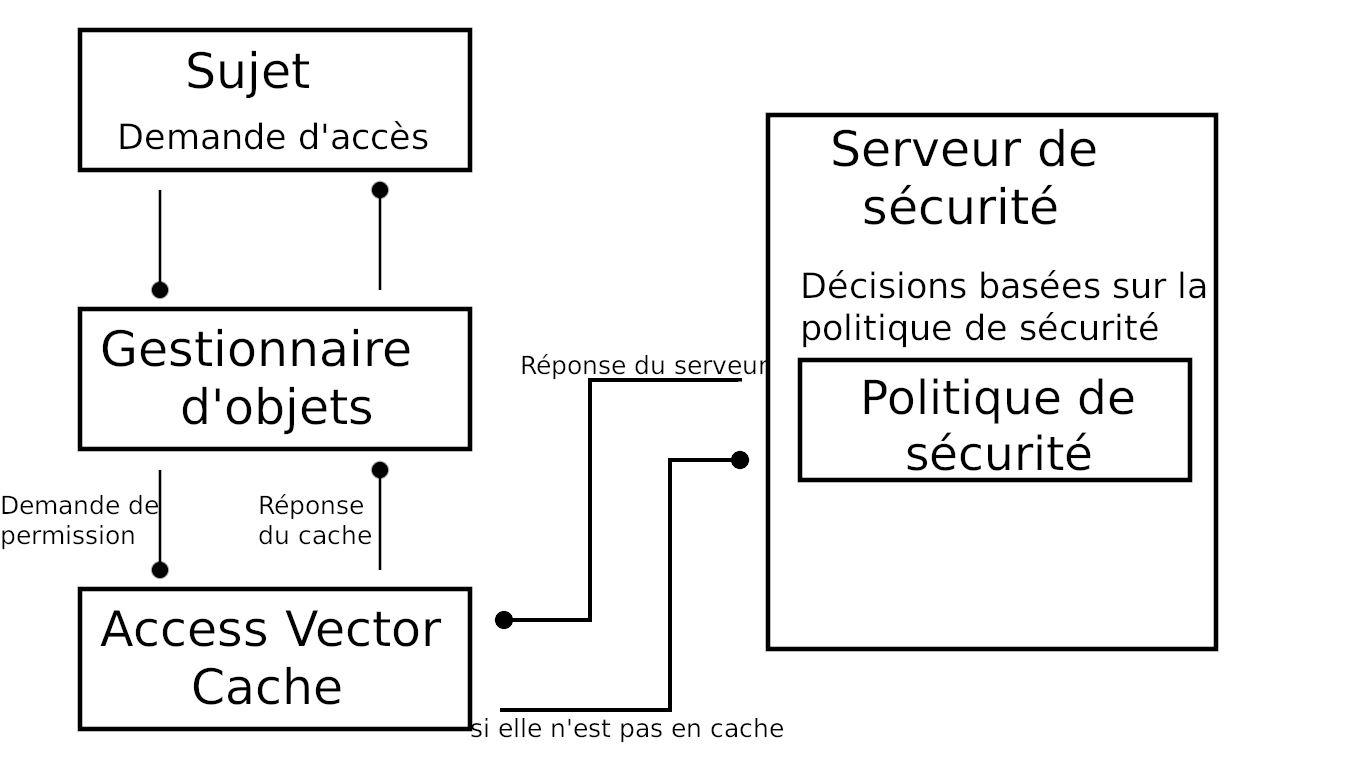 Sujet
Demande d'accès
Gestionnaire
d'objets
Demande de
permission
Réponse
du cache
Access Vector
Cache
Réponse du serveur
si elle n'est pas en cache
Serveur de
sécurité
Décisions basées sur la
politique de sécurité
Politique de
sécurité